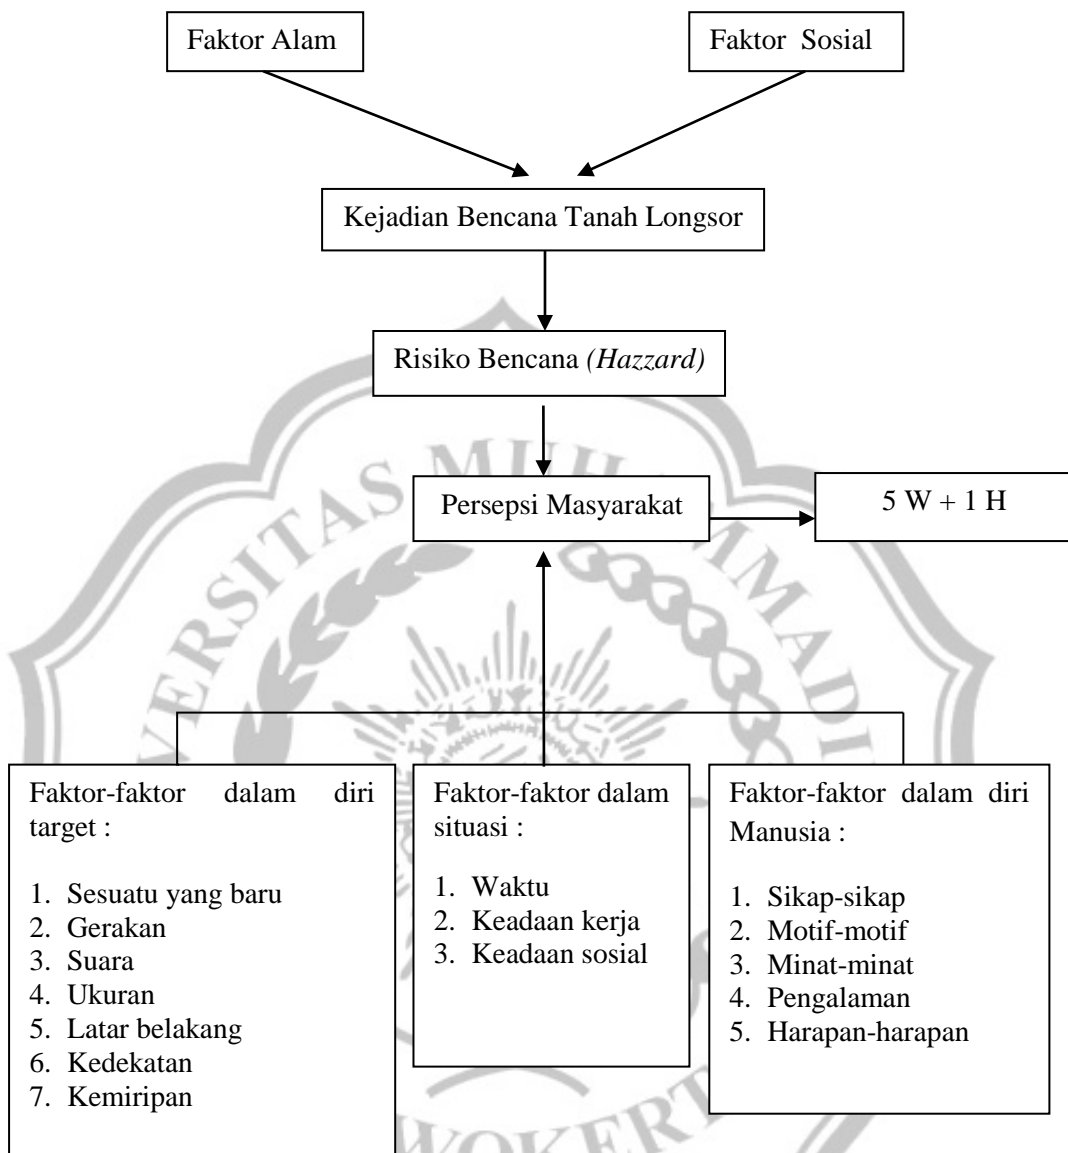 Faktor Alam
Faktor Sosial
Kejadian Bencana Tanah Longsor
Risiko Bencana (Hazzard)
Persepsi Masyarakat
5 W + 1 H
Faktor-faktor dalam diri
target :
1. Sesuatu yang baru
2. Gerakan
3. Suara
4. Ukuran
5. Latar belakang
6. Kedekatan
7. Kemiripan
Faktor-faktor dalam
situasi :
1. Waktu
2. Keadaan kerja
3. Keadaan sosial
Faktor-faktor dalam diri
Manusia :
1. Sikap-sikap
2. Motif-motif
3. Minat-minat
4. Pengalaman
5. Harapan-harapan